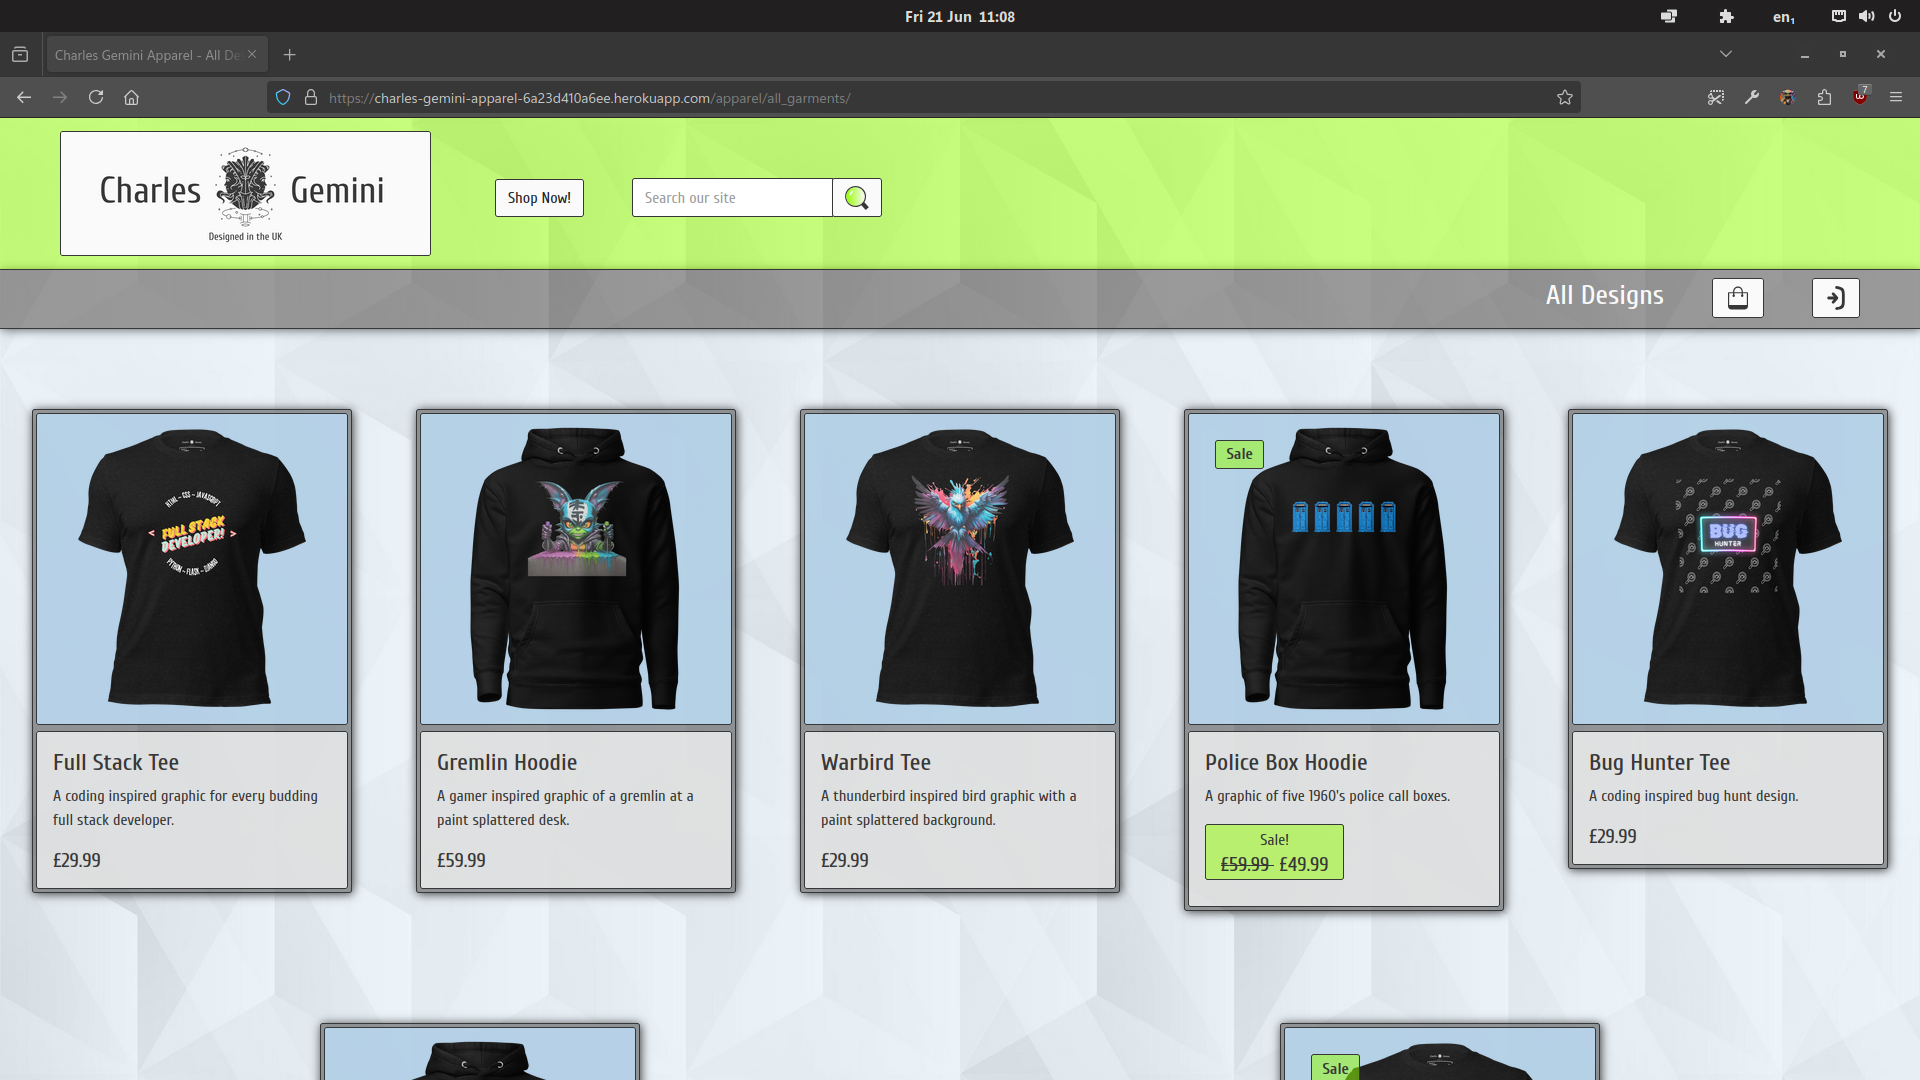 Fri 21 Jun 11:08
en₁
Charles Gemini Apparel - All De
https://charles-gemini-apparel-6a23d410a6ee.herokuapp.com/apparel/all_garments/
7
Charles Gemini
Designed in the UK
Shop Now!
Search our site
All Designs
HTML - CSS - JAVASCRIPT
< FULL STACK DEVELOPER! >
PYTHON - FLASK - DJANGO
Sale
BUG
HUNTER
Full Stack Tee
A coding inspired graphic for every budding
full stack developer.
£29.99
Gremlin Hoodie
A gamer inspired graphic of a gremlin at a
paint splattered desk.
£59.99
Warbird Tee
A thunderbird inspired bird graphic with a
paint splattered background.
£29.99
Police Box Hoodie
A graphic of five 1960's police call boxes.
Sale!
£59.99 £49.99
Bug Hunter Tee
A coding inspired bug hunt design.
£29.99
Sale